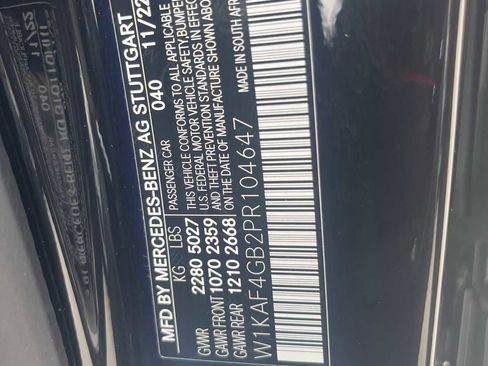 MFD BY MERCEDES-BENZ AG STUTTGART
040 11/22
PASSENGER CAR
KG LBS
THIS VEHICLE CONFORMS TO ALL APPLICABLE
U.S. FEDERAL MOTOR VEHICLE SAFETY/BUMPER
AND THEFT PREVENTION STANDARDS IN EFFECT
ON THE DATE OF MANUFACTURE SHOWN ABOVE
GVWR 2280 5027
GAWR FRONT 1070 2359
GAWR REAR 1210 2668
MADE IN SOUTH
W1KAF4GB2PR104647